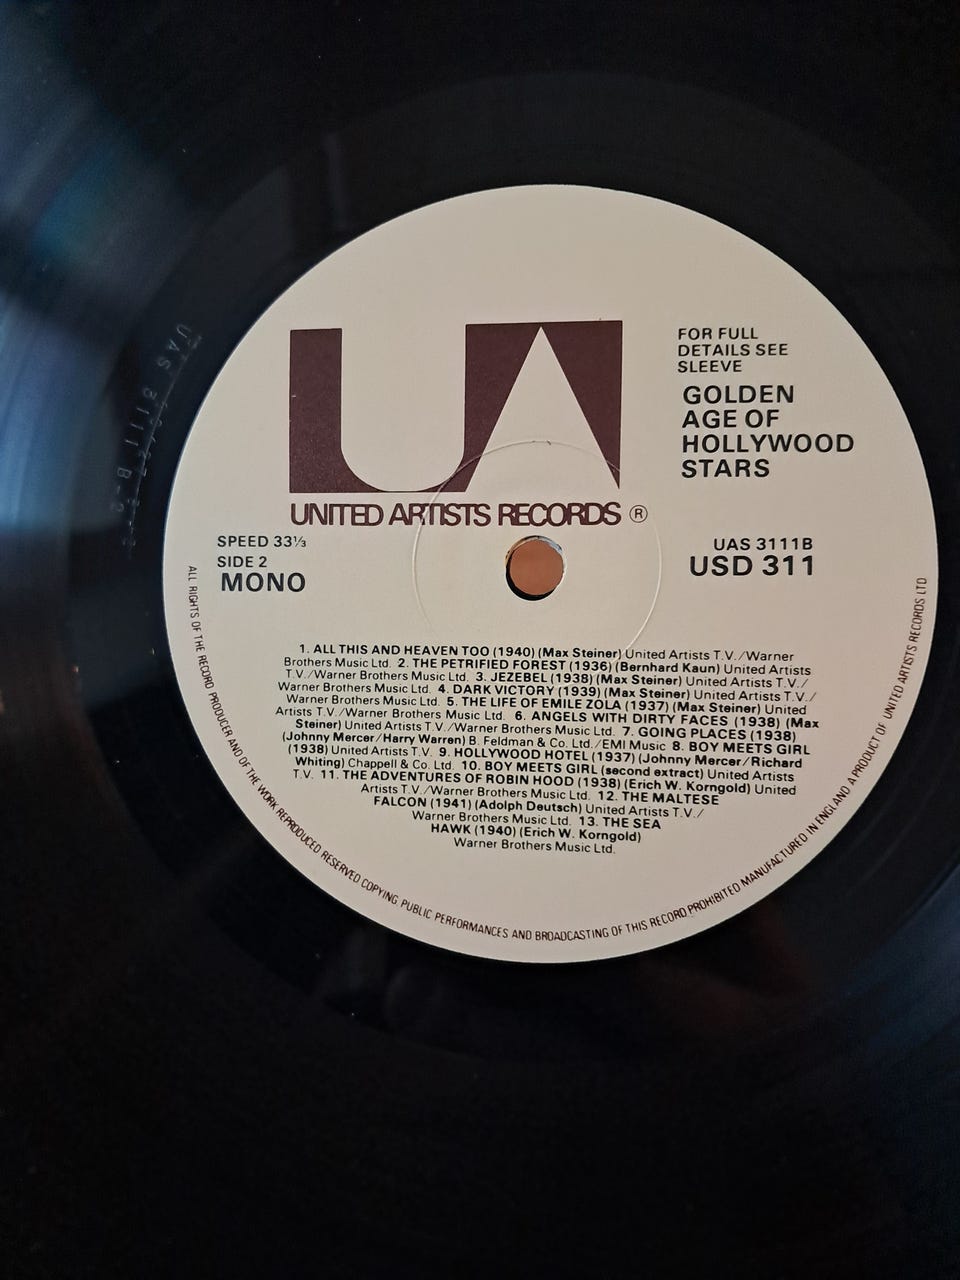 UA
UNITED ARTISTS RECORDS ®
FOR FULL
DETAILS SEE
SLEEVE
GOLDEN
AGE OF
HOLLYWOOD
STARS
SPEED 33⅓
SIDE 2
MONO
UAS 3111B
USD 311
1. ALL THIS AND HEAVEN TOO (1940) (Max Steiner) United Artists T.V./Warner
Brothers Music Ltd. 2. THE PETRIFIED FOREST (1936) (Bernhard Kaun) United Artists
T.V./Warner Brothers Music Ltd. 3. JEZEBEL (1938) (Max Steiner) United Artists T.V./
Warner Brothers Music Ltd. 4. DARK VICTORY (1939) (Max Steiner) United Artists T.V./
Warner Brothers Music Ltd. 5. THE LIFE OF EMILE ZOLA (1937) (Max Steiner) United
Artists T.V./Warner Brothers Music Ltd. 6. ANGELS WITH DIRTY FACES (1938) (Max
Steiner) United Artists T.V./Warner Brothers Music Ltd. 7. GOING PLACES (1938)
(Johnny Mercer/Harry Warren) B. Feldman & Co. Ltd./EMI Music 8. BOY MEETS GIRL
(1938) United Artists T.V. 9. HOLLYWOOD HOTEL (1937) (Johnny Mercer/Richard
Whiting) Chappell & Co. Ltd. 10. BOY MEETS GIRL (second extract) United Artists
T.V. 11. THE ADVENTURES OF ROBIN HOOD (1938) (Erich W. Korngold) United
Artists T.V./Warner Brothers Music Ltd. 12. THE MALTESE
FALCON (1941) (Adolph Deutsch) United Artists T.V./
Warner Brothers Music Ltd. 13. THE SEA
HAWK (1940) (Erich W. Korngold)
Warner Brothers Music Ltd.
ALL RIGHTS OF THE RECORD PRODUCER AND OF THE WORK REPRODUCED RESERVED COPYING PUBLIC PERFORMANCES AND BROADCASTING OF THIS RECORD PROHIBITED MANUFACTURED IN ENGLAND A PRODUCT OF UNITED ARTISTS RECORDS LTD
UAS 3111 B-2